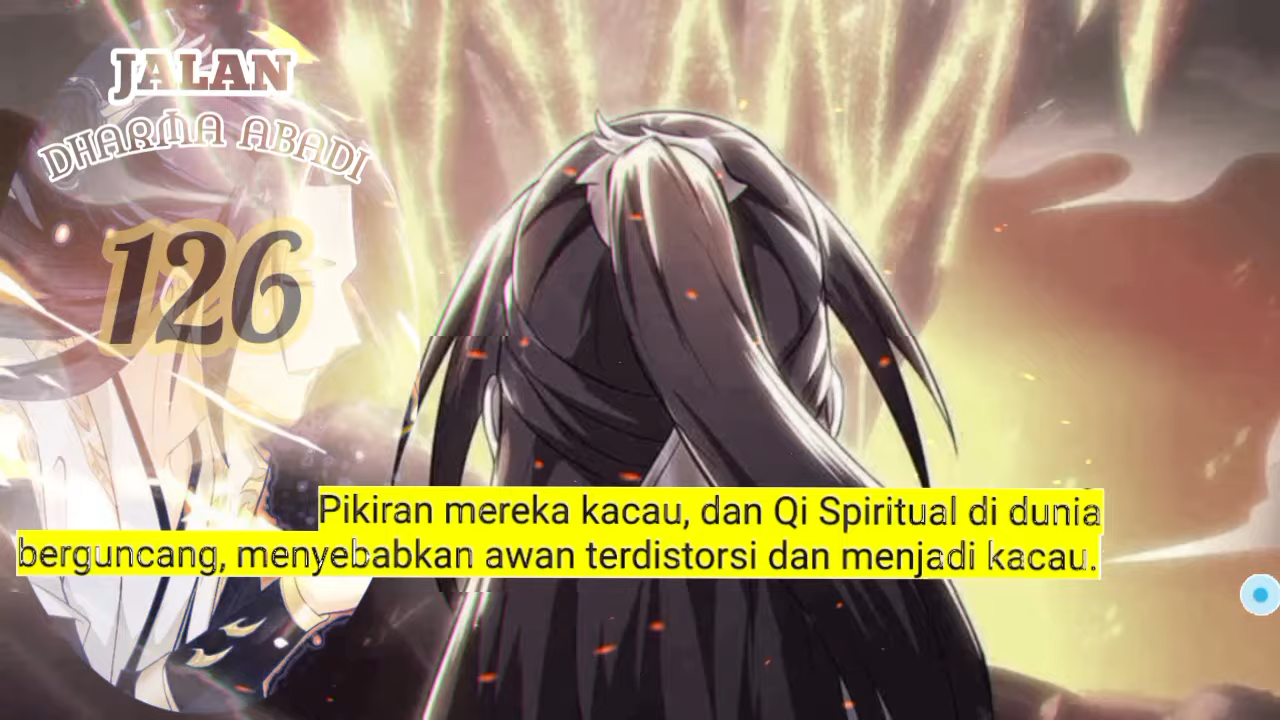 JALAN
DHARMA ABADI
126
Pikiran mereka kacau, dan Qi Spiritual di dunia
berguncang, menyebabkan awan terdistorsi dan menjadi kacau.